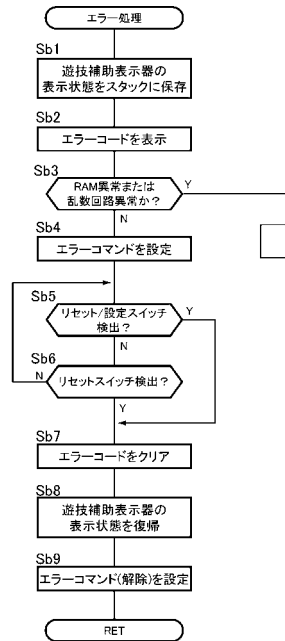 エラー処理
Sb1
遊技補助表示器の
表示状態をスタックに保存
Sb2
エラーコードを表示
Sb3
RAM異常または
乱数回路異常か?
Y
N
Sb4
エラーコマンドを設定
Sb5
リセット/設定スイッチ
検出?
Y
N
Sb6
リセットスイッチ検出?
N
Y
Sb7
エラーコードをクリア
Sb8
遊技補助表示器の
表示状態を復帰
Sb9
エラーコマンド(解除)を設定
RET